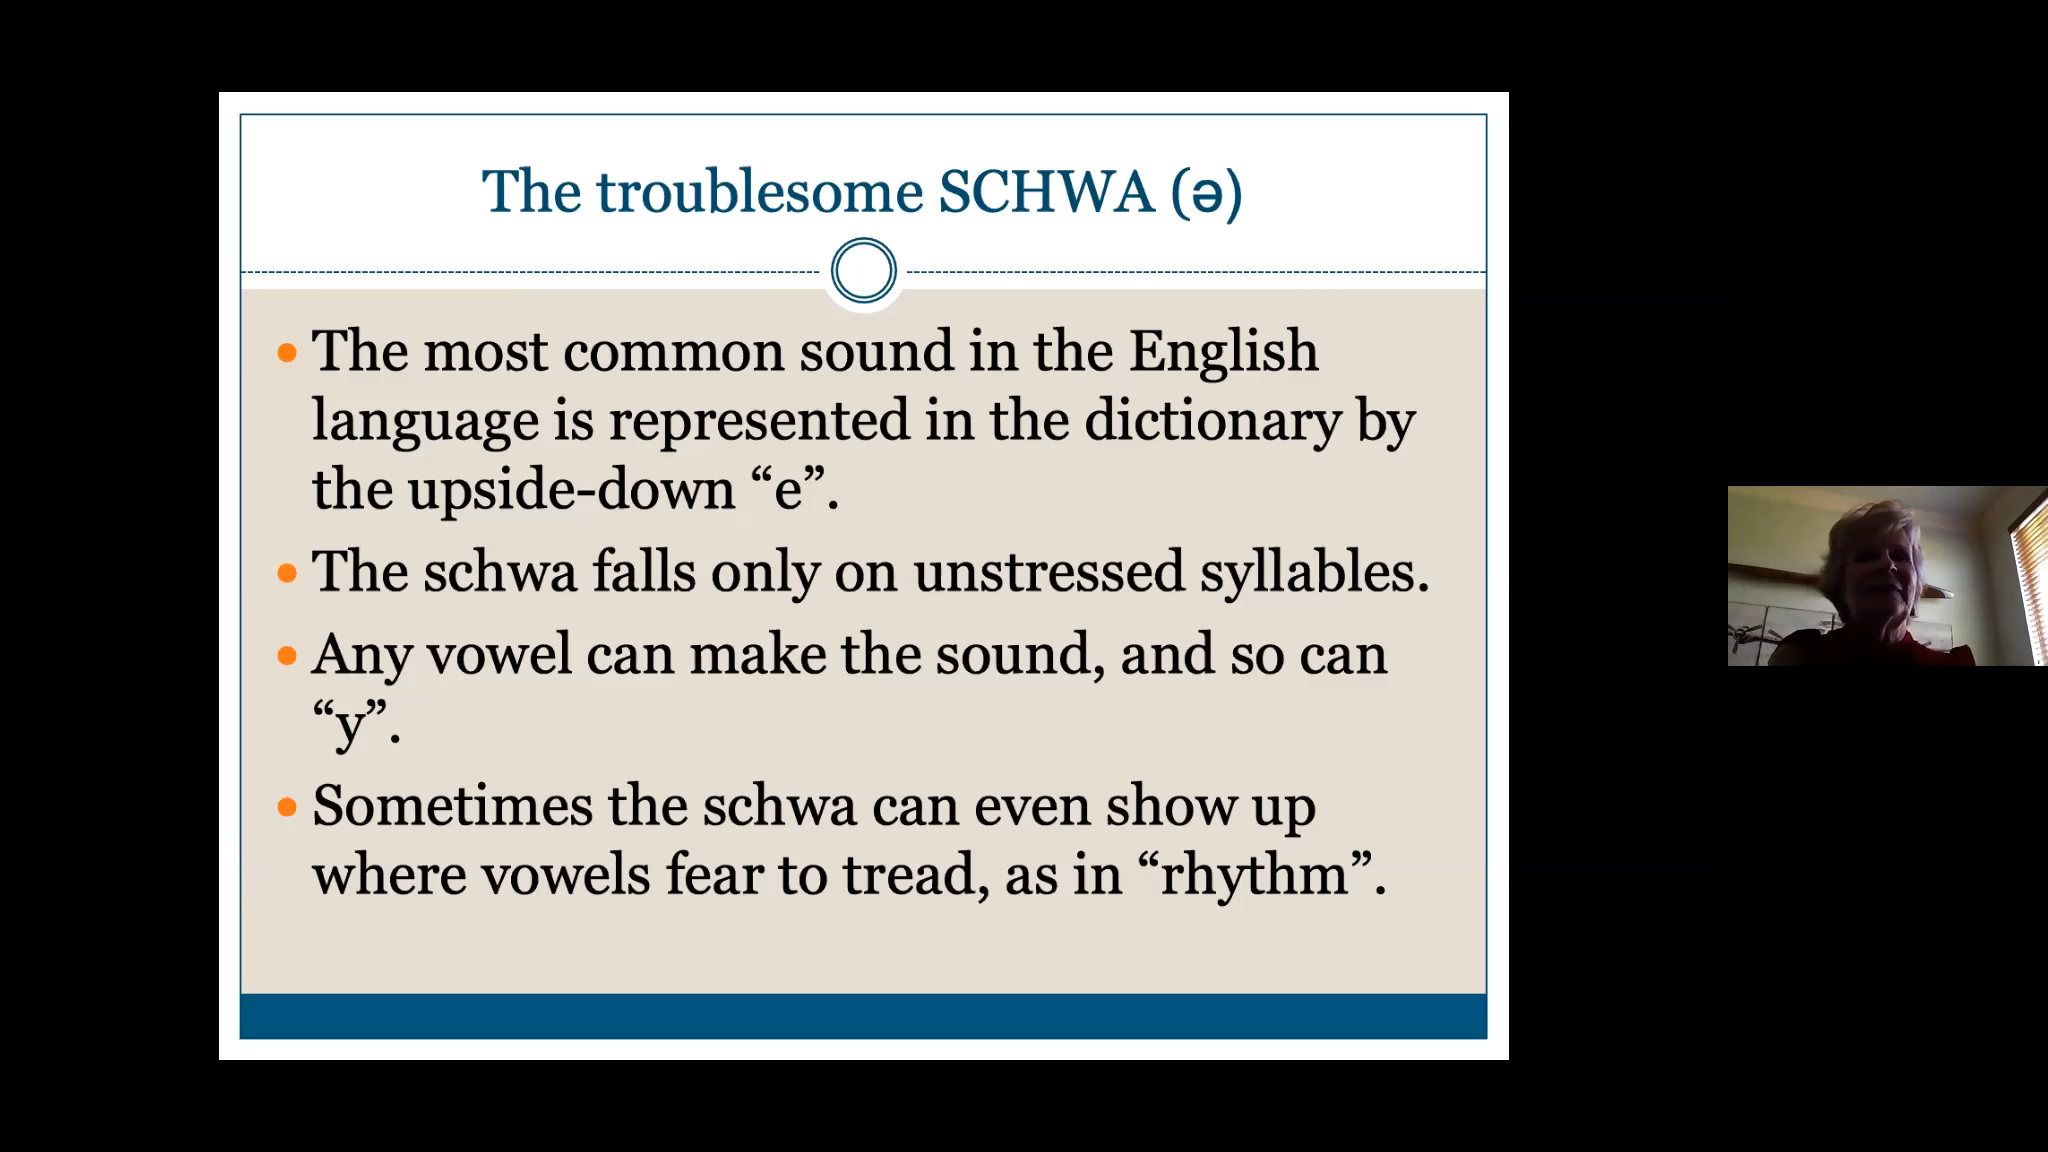 The troublesome SCHWA (ə)
The most common sound in the English
language is represented in the dictionary by
the upside-down “e”.
The schwa falls only on unstressed syllables.
Any vowel can make the sound, and so can
“y”.
Sometimes the schwa can even show up
where vowels fear to tread, as in “rhythm”.